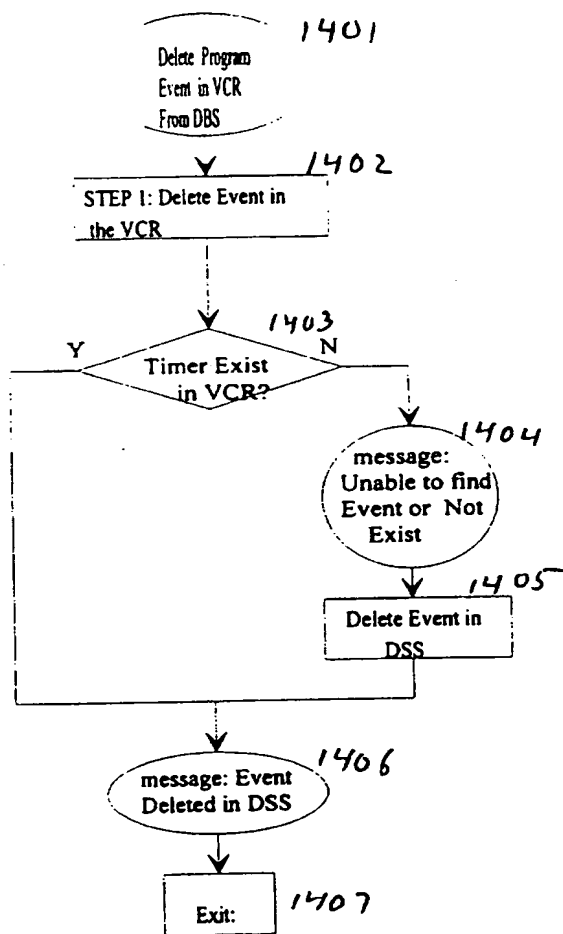 1401
Delete Program
Event in VCR
From DBS
1402
STEP 1: Delete Event in
the VCR
1403
Y
N
Timer Exist
in VCR?
1404
message:
Unable to find
Event or Not
Exist
1405
Delete Event in
DSS
1406
message: Event
Deleted in DSS
1407
Exit: